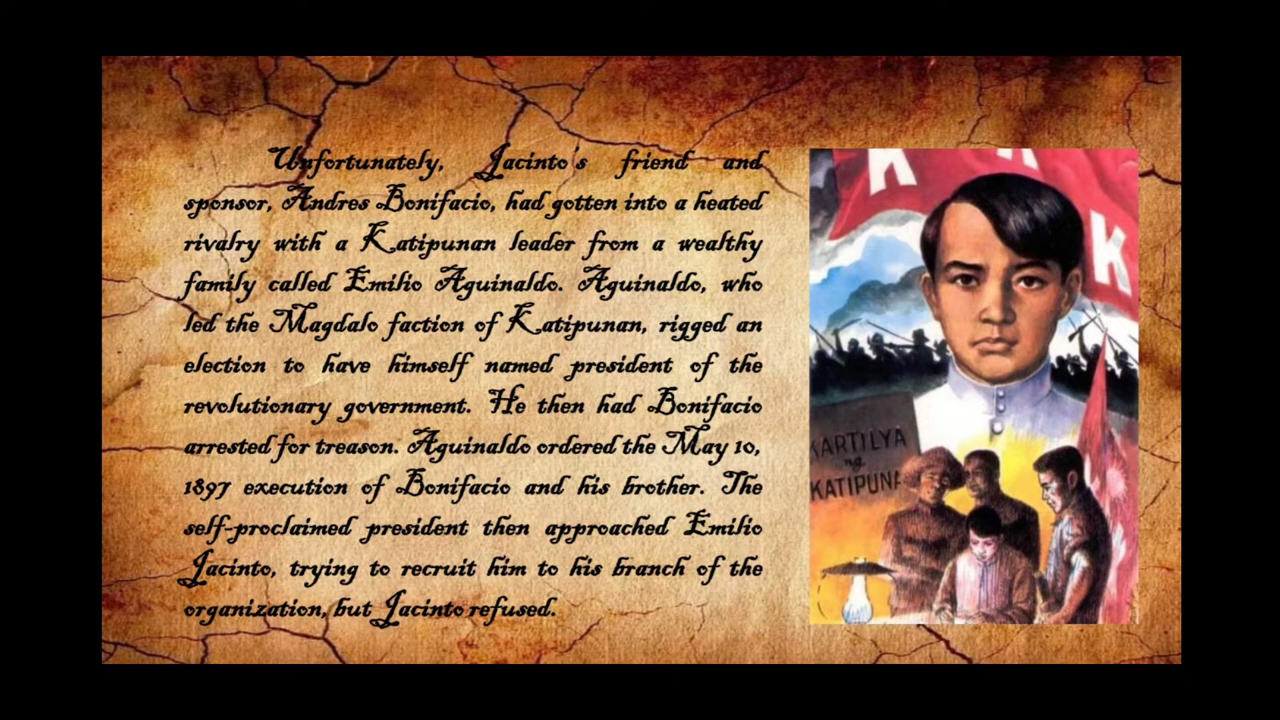 Unfortunately, Jacinto's friend and
sponsor, Andres Bonifacio, had gotten into a heated
rivalry with a Katipunan leader from a wealthy
family called Emilio Aguinaldo. Aguinaldo, who
led the Magdalo faction of Katipunan, rigged an
election to have himself named president of the
revolutionary government. He then had Bonifacio
arrested for treason. Aguinaldo ordered the May 10,
1897 execution of Bonifacio and his brother. The
self-proclaimed president then approached Emilio
Jacinto, trying to recruit him to his branch of the
organization, but Jacinto refused.
K K
K
KARTILYA
ng
KATIPUNA